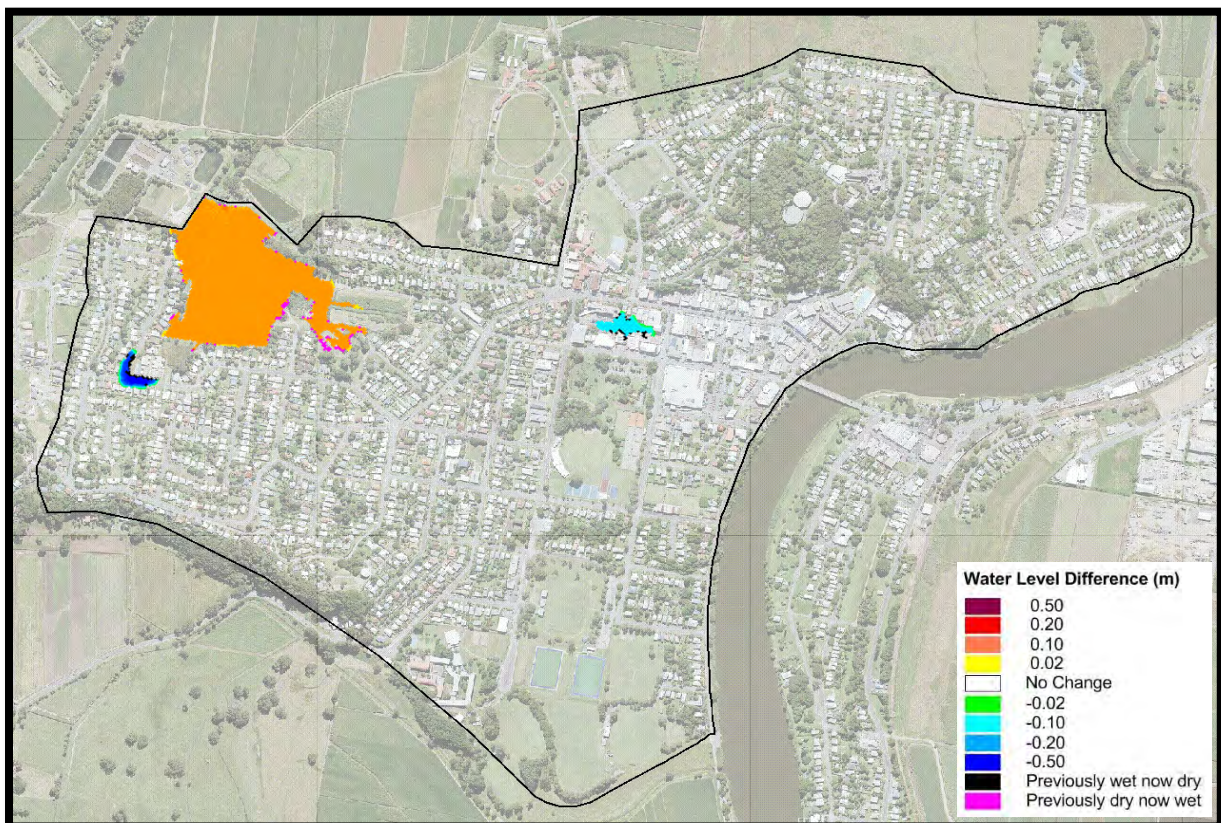 Water Level Difference (m)
0.50
0.20
0.10
0.02
No Change
-0.02
-0.10
-0.20
-0.50
Previously wet now dry
Previously dry now wet